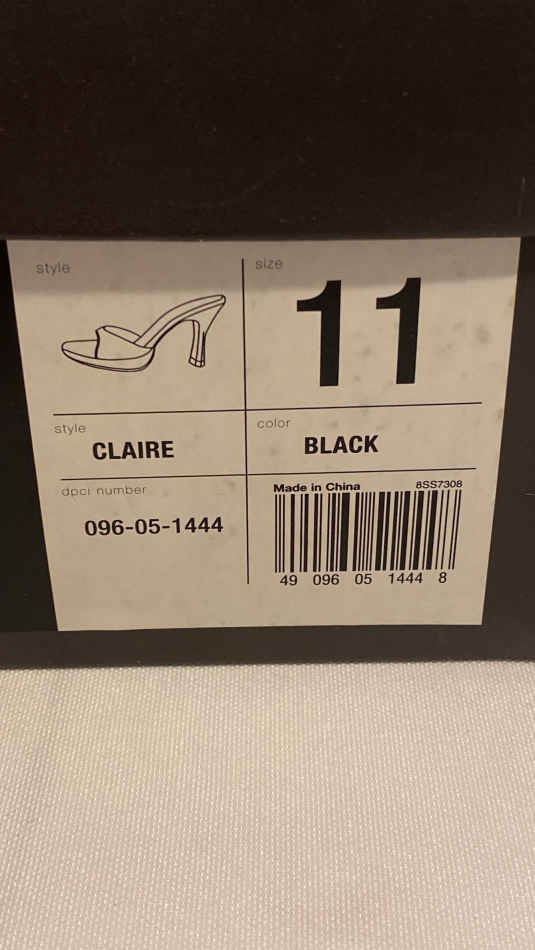 style
size
11
style
CLAIRE
color
BLACK
dpci number
096-05-1444
Made in China 8SS7308
49 096 05 1444 8